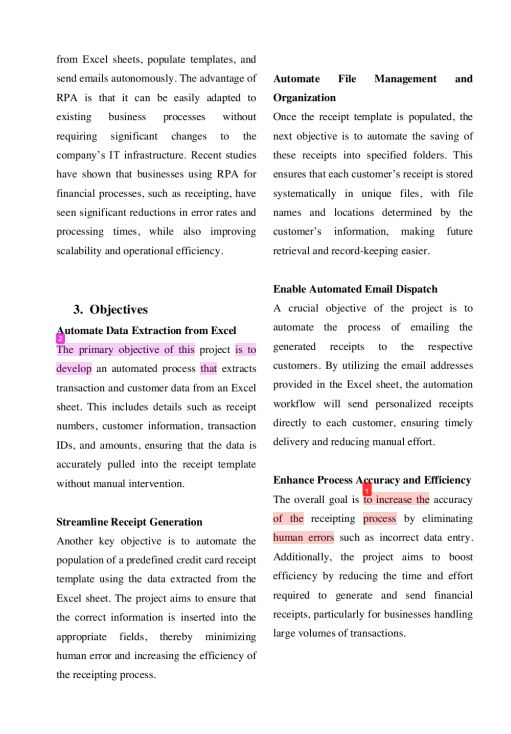 from Excel sheets, populate templates, and
send emails autonomously. The advantage of
RPA is that it can be easily adapted to
existing business processes without
requiring significant changes to the
company's IT infrastructure. Recent studies
have shown that businesses using RPA for
financial processes, such as receipting, have
seen significant reductions in error rates and
processing times, while also improving
scalability and operational efficiency.
3. Objectives
Automate Data Extraction from Excel
2
The primary objective of this project is to
develop an automated process that extracts
transaction and customer data from an Excel
sheet. This includes details such as receipt
numbers, customer information, transaction
IDs, and amounts, ensuring that the data is
accurately pulled into the receipt template
without manual intervention.
Streamline Receipt Generation
Another key objective is to automate the
population of a predefined credit card receipt
template using the data extracted from the
Excel sheet. The project aims to ensure that
the correct information is inserted into the
appropriate fields, thereby minimizing
human error and increasing the efficiency of
the receipting process.
Automate File Management and
Organization
Once the receipt template is populated, the
next objective is to automate the saving of
these receipts into specified folders. This
ensures that each customer's receipt is stored
systematically in unique files, with file
names and locations determined by the
customer's information, making future
retrieval and record-keeping easier.
Enable Automated Email Dispatch
A crucial objective of the project is to
automate the process of emailing the
generated receipts to the respective
customers. By utilizing the email addresses
provided in the Excel sheet, the automation
workflow will send personalized receipts
directly to each customer, ensuring timely
delivery and reducing manual effort.
Enhance Process Accuracy and Efficiency
1
The overall goal is to increase the accuracy
of the receipting process by eliminating
human errors such as incorrect data entry.
Additionally, the project aims to boost
efficiency by reducing the time and effort
required to generate and send financial
receipts, particularly for businesses handling
large volumes of transactions.